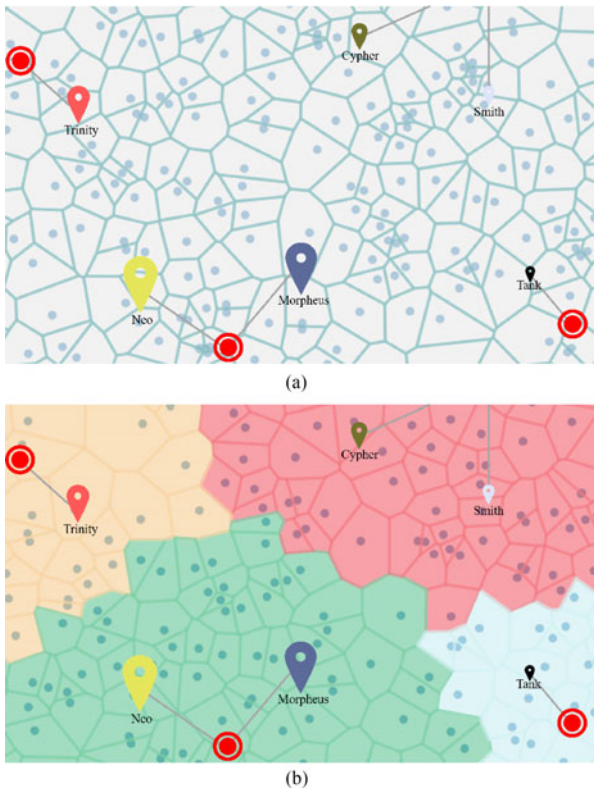 Cypher
Smith
Trinity
Neo
Morpheus
Tank
(a)
Cypher
Smith
Trinity
Neo
Morpheus
Tank
(b)